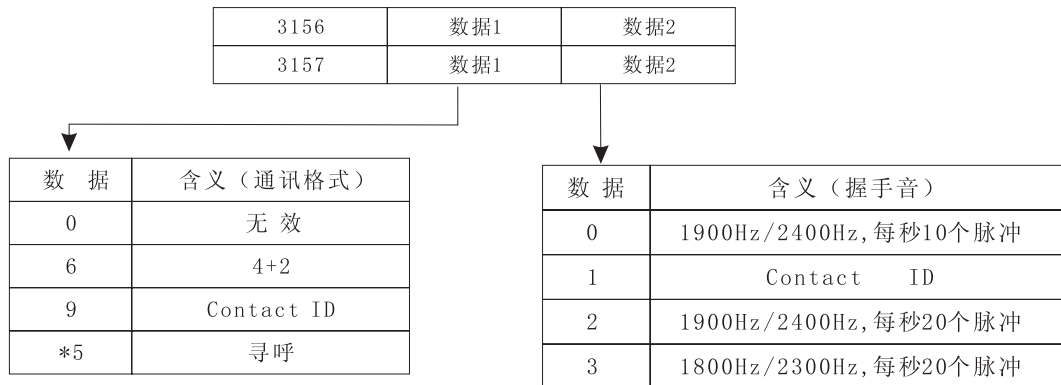 3156 数据1 数据2
3157 数据1 数据2
数 据 含义（通讯格式）
0 无 效
6 4+2
9 Contact ID
*5 寻呼
数 据 含义（握手音）
0 1900Hz/2400Hz,每秒10个脉冲
1 Contact ID
2 1900Hz/2400Hz,每秒20个脉冲
3 1800Hz/2300Hz,每秒20个脉冲